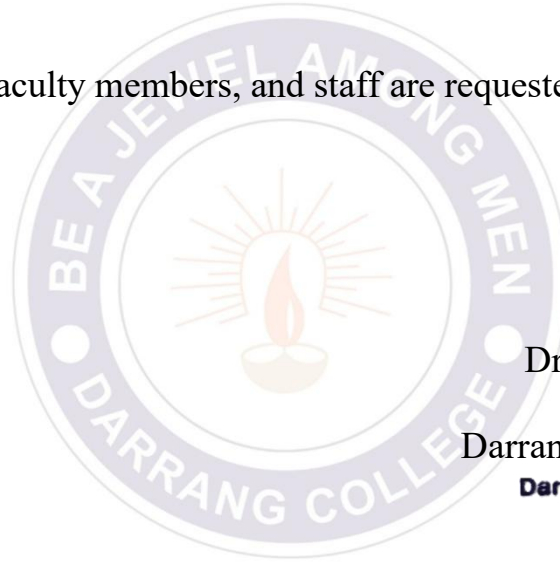 aculty members, and staff are requeste
BE A JEWEL AMONG MEN
Dr
Darran
Dar
DARRANG COLLEGE